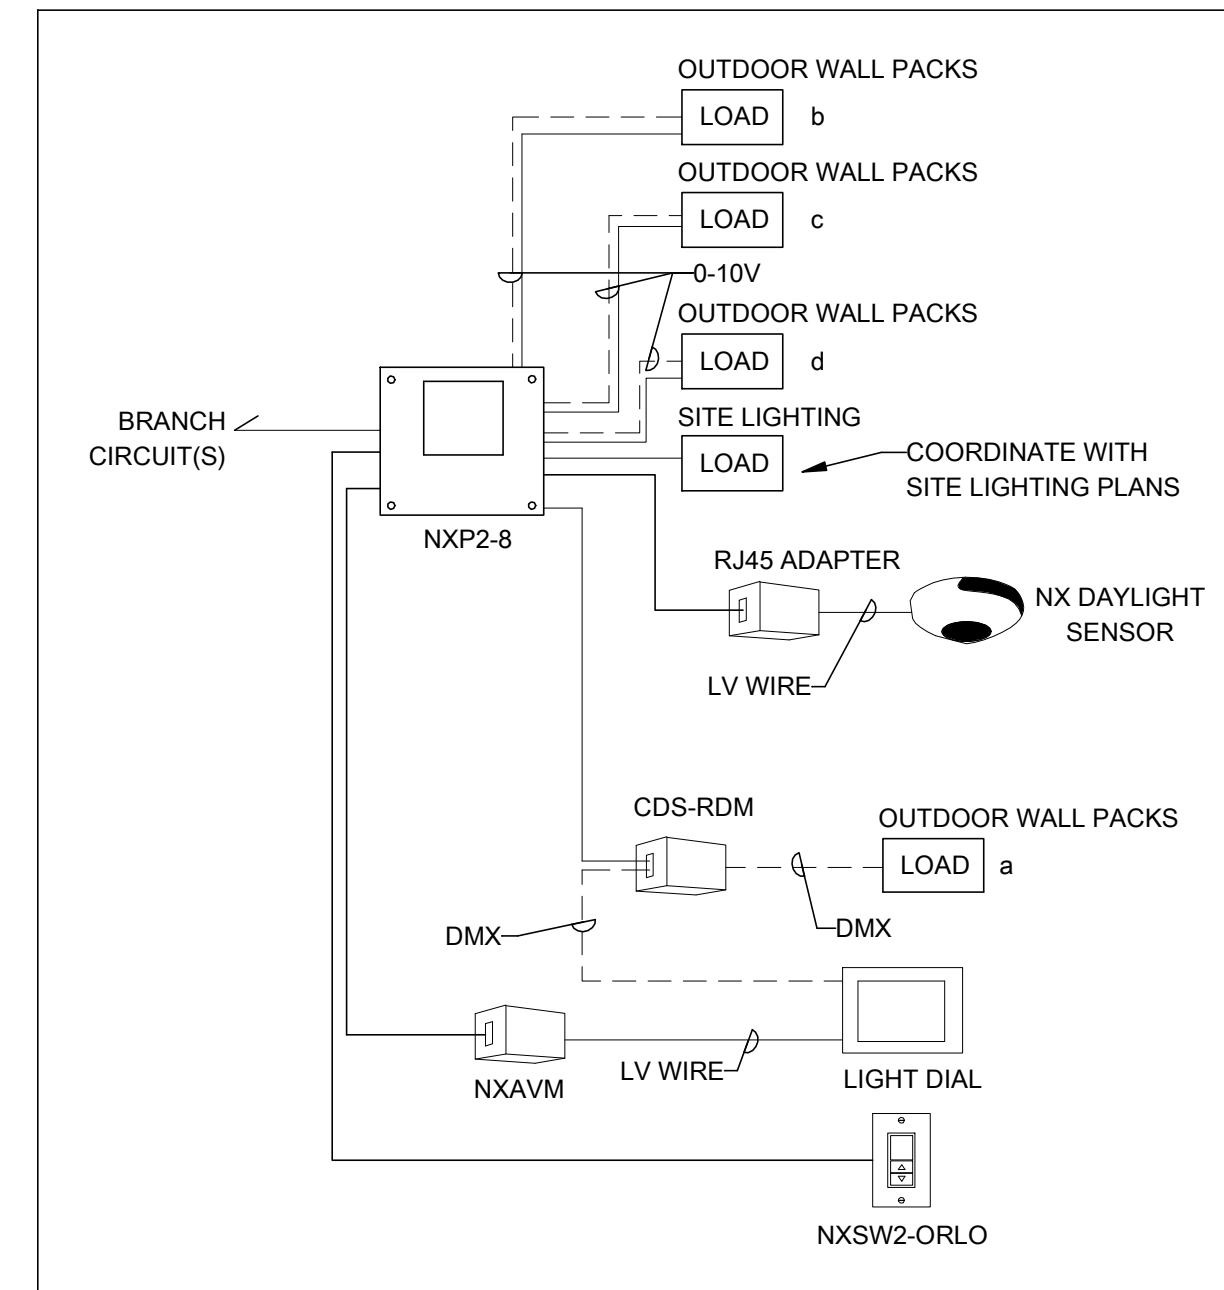 OUTDOOR WALL PACKS
LOAD b
OUTDOOR WALL PACKS
LOAD c
0-10V
OUTDOOR WALL PACKS
LOAD d
SITE LIGHTING
LOAD
COORDINATE WITH
SITE LIGHTING PLANS
BRANCH
CIRCUIT(S)
NXP2-8
RJ45 ADAPTER
NX DAYLIGHT
SENSOR
LV WIRE
CDS-RDM
OUTDOOR WALL PACKS
LOAD a
DMX
DMX
NXAVM
LV WIRE
LIGHT DIAL
NXSW2-ORLO